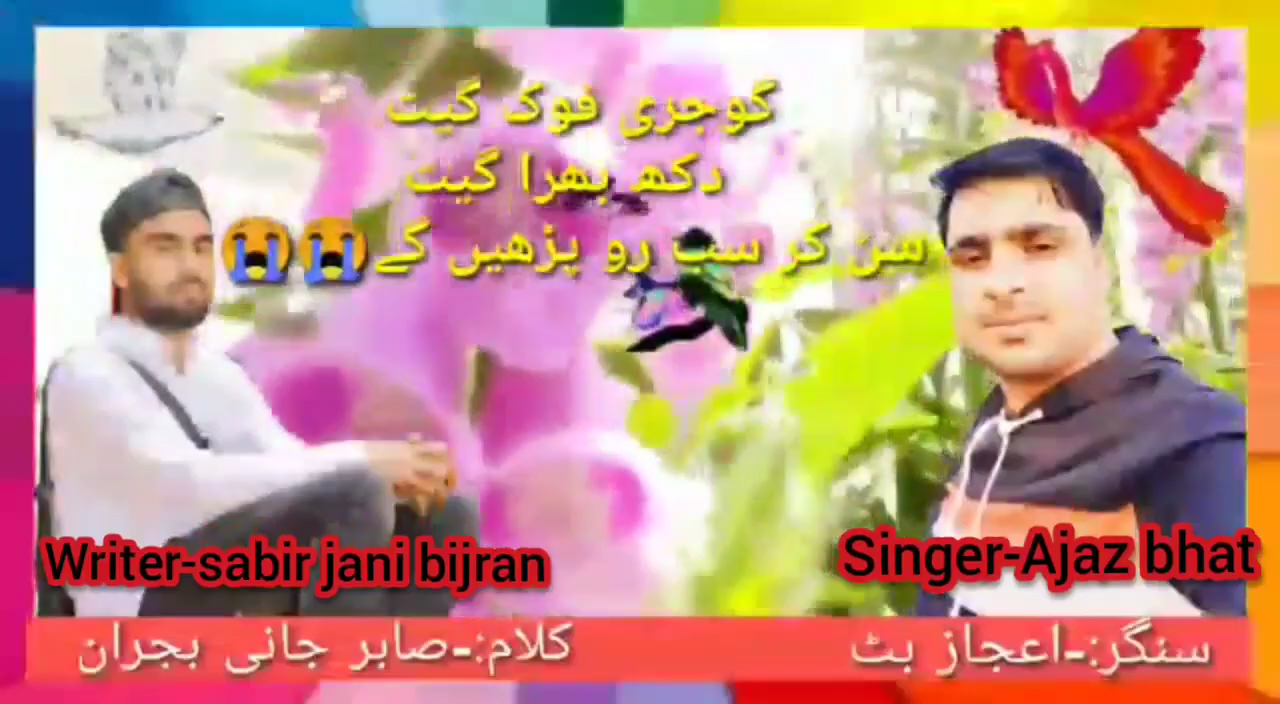 گوجری فوک گیت
دکھ بھرا گیت
سن کر سب رو پڑھیں گے😭😭
Writer-sabir jani bijran
Singer-Ajaz bhat
سنگر:-اعجاز بٹ
کلام:-صابر جانی بجران